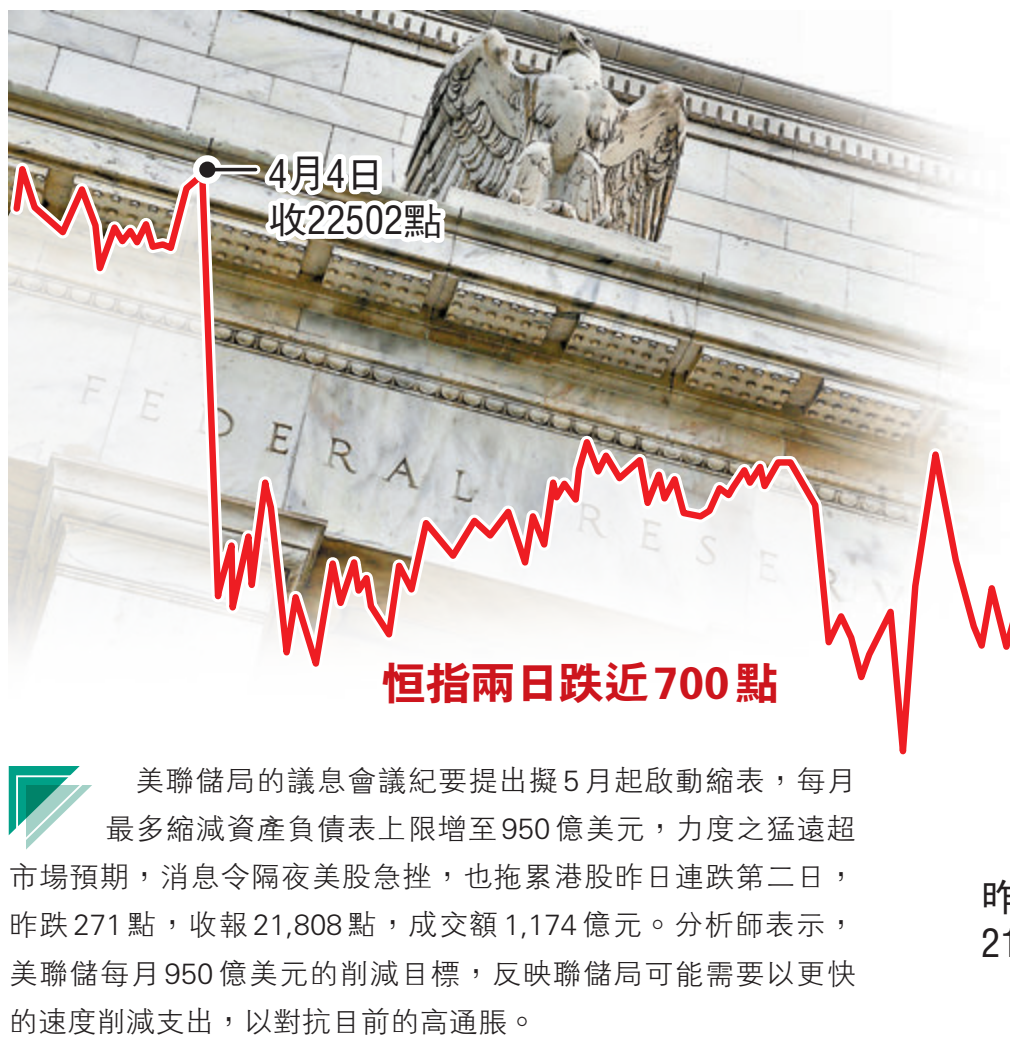 4月4日
收22502點
FEDERAL RESERVE
恒指兩日跌近700點
美聯儲局的議息會議紀要提出擬5月起啟動縮表，每月
最多縮減資產負債表上限增至950億美元，力度之猛遠超
市場預期，消息令隔夜美股急挫，也拖累港股昨日連跌第二日，
昨跌271點，收報21,808點，成交額1,174億元。分析師表示，
美聯儲每月950億美元的削減目標，反映聯儲局可能需要以更快
的速度削減支出，以對抗目前的高通脹。
昨
21